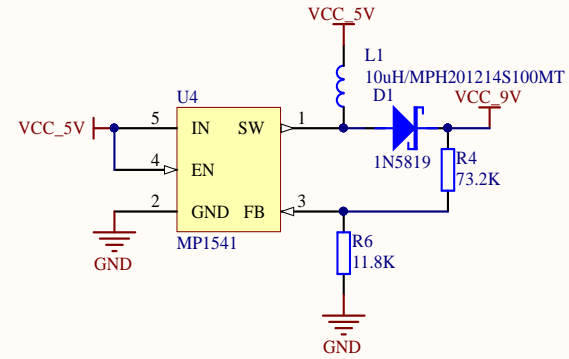 VCC_5V
L1
10uH/MPH201214S100MT
D1
VCC_9V
U4
VCC_5V
5
IN
SW
1
1N5819
R4
73.2K
4
EN
2
GND
FB
3
MP1541
R6
11.8K
GND
GND